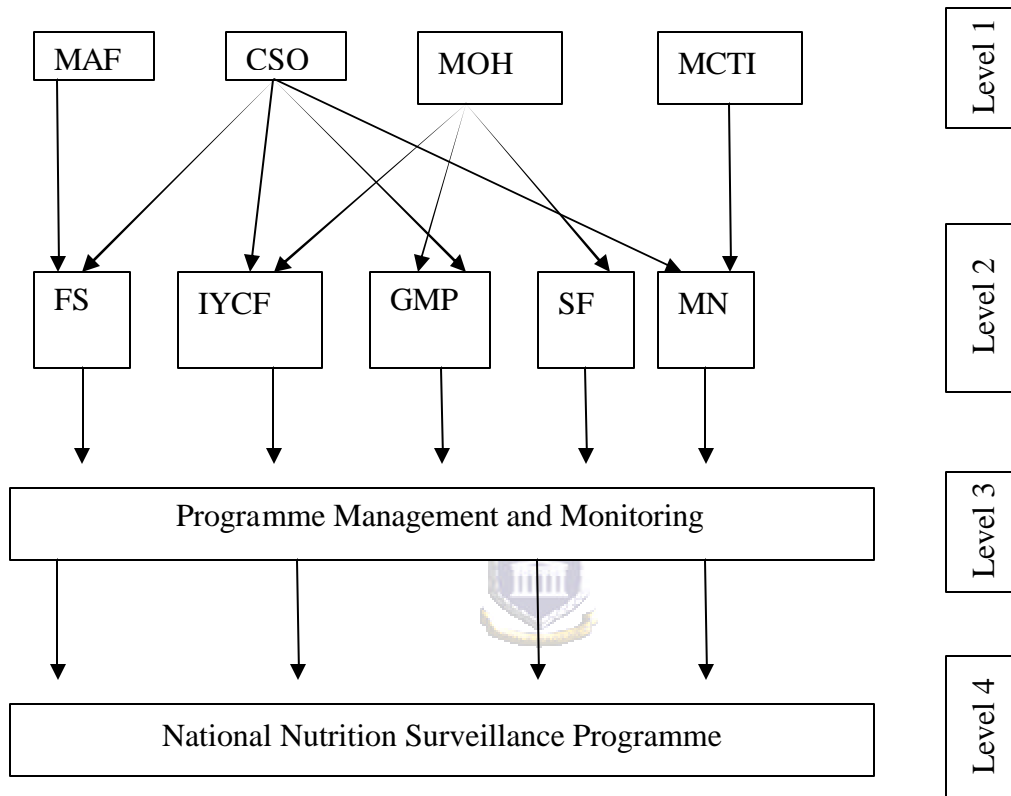 MAF
CSO
MOH
MCTI
Level 1
FS
IYCF
GMP
SF
MN
Level 2
Programme Management and Monitoring
Level 3
National Nutrition Surveillance Programme
Level 4